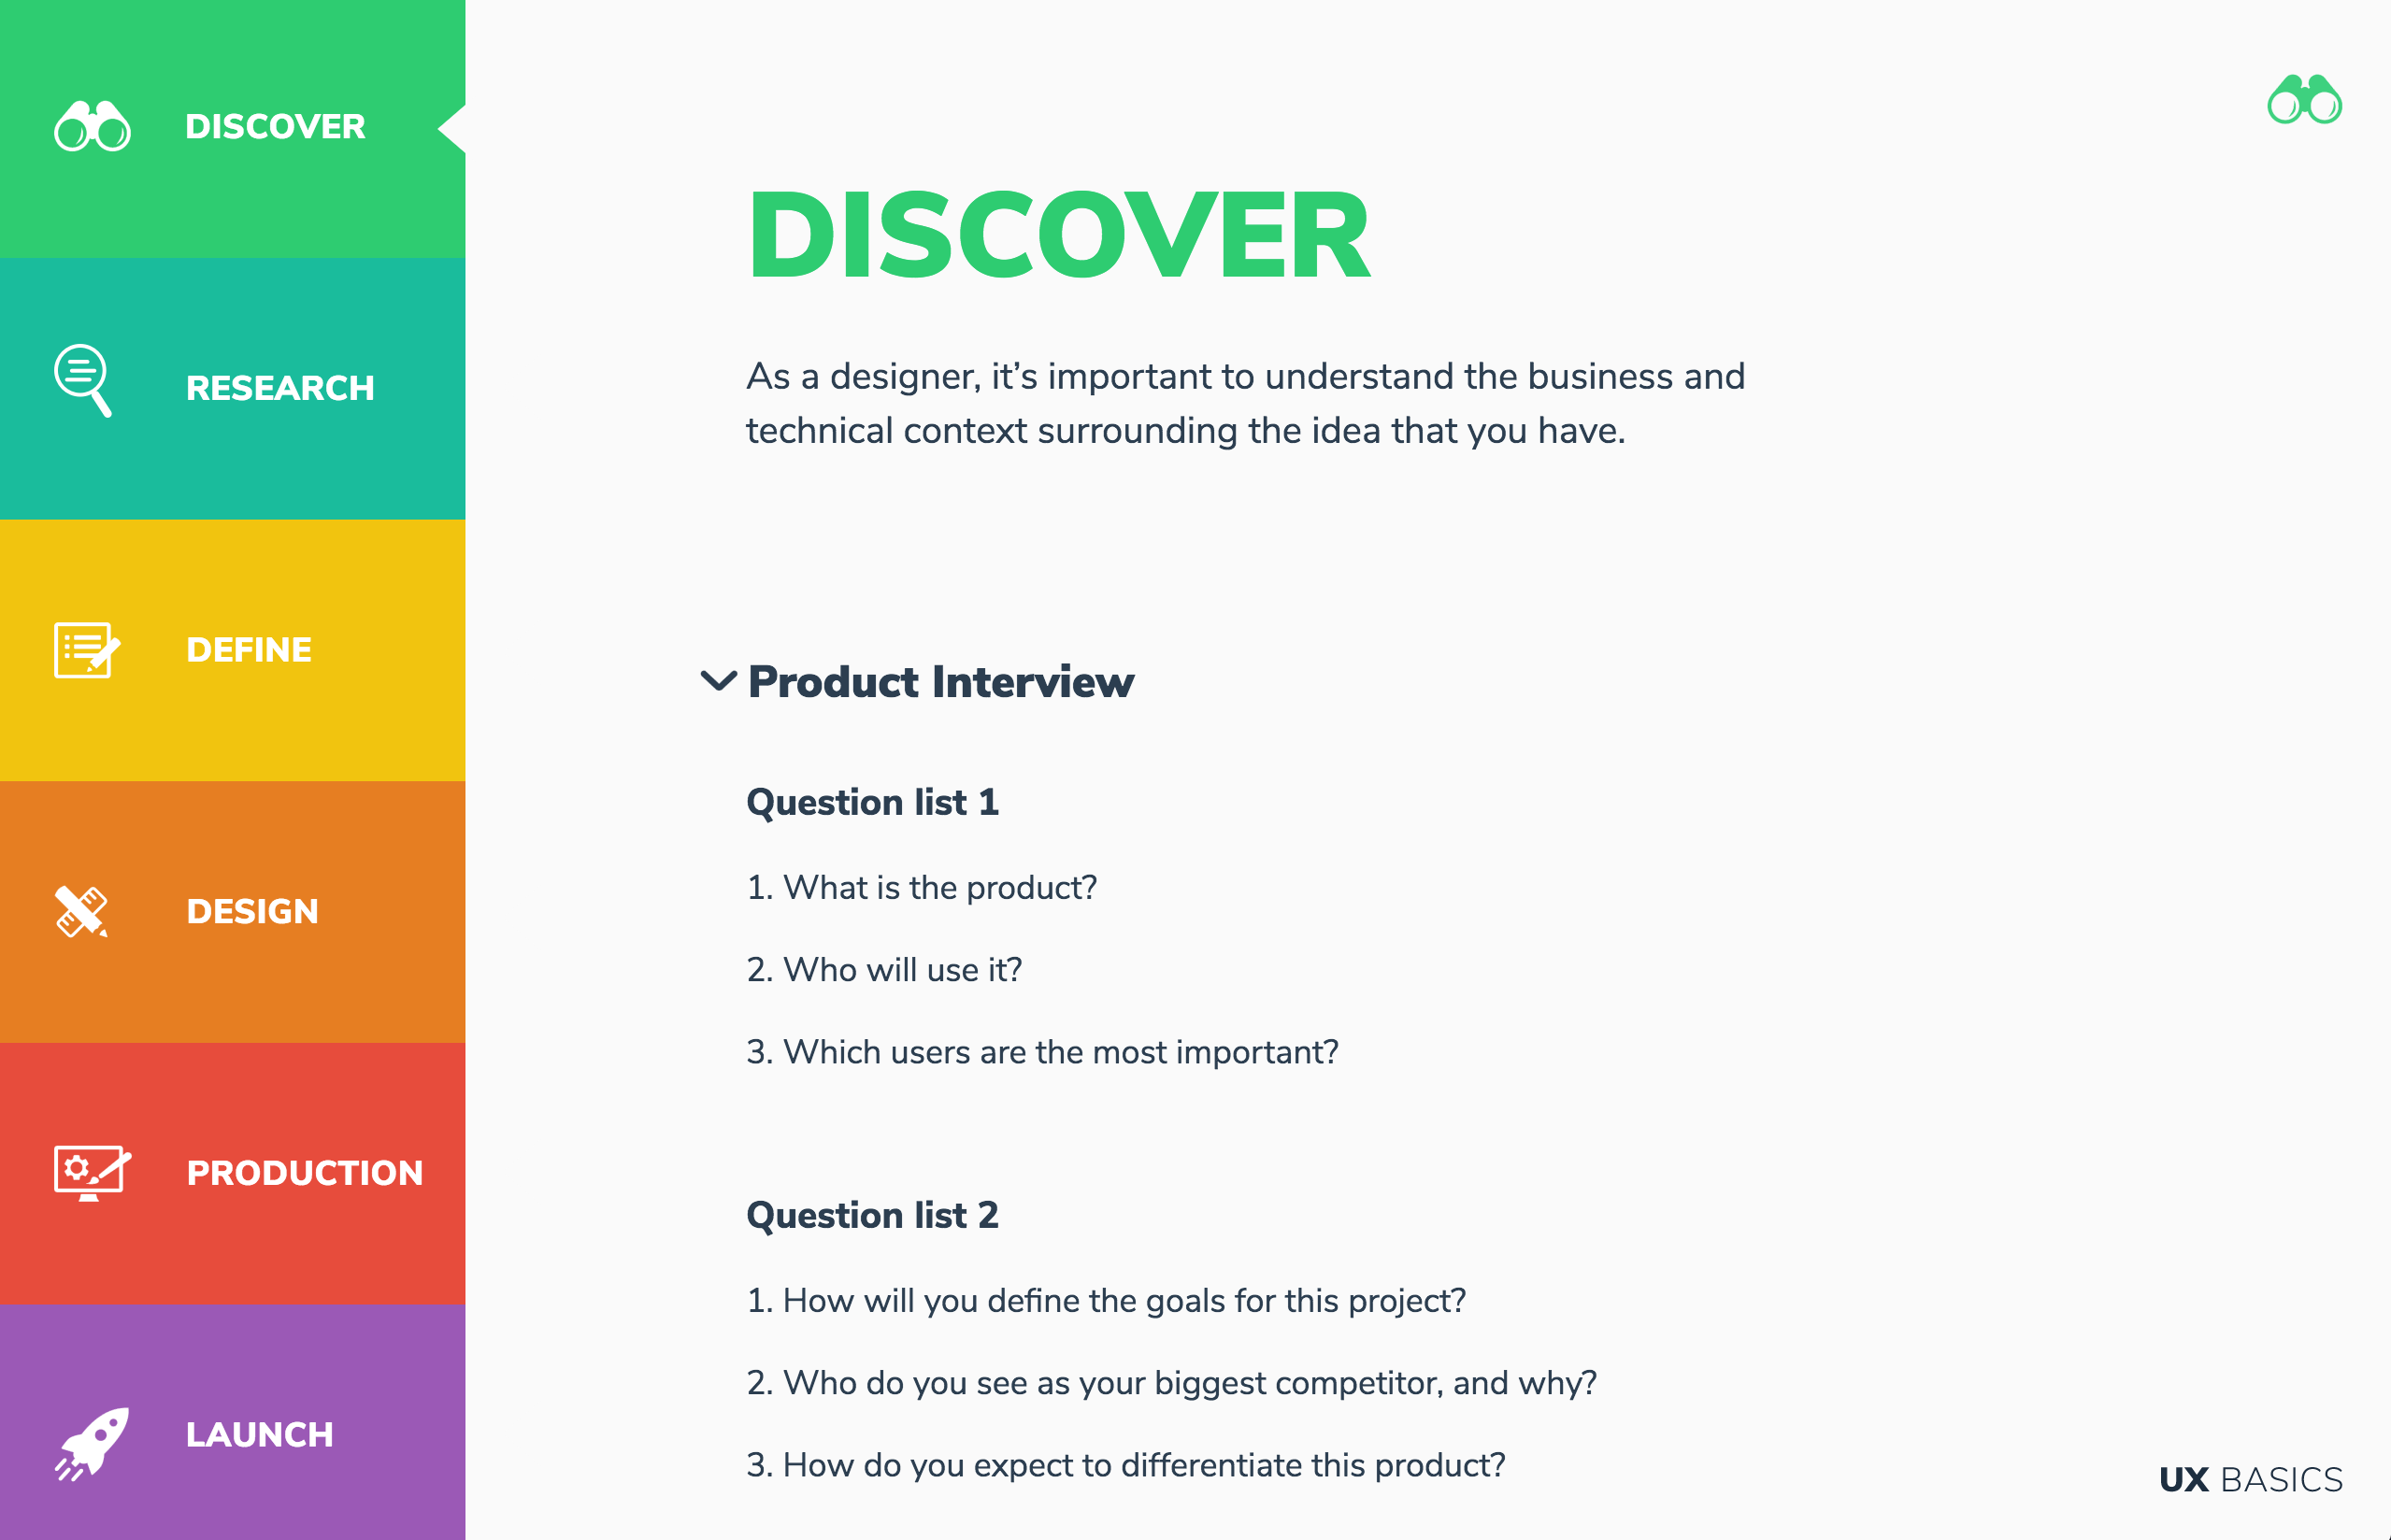 DISCOVER
RESEARCH
DEFINE
DESIGN
PRODUCTION
LAUNCH
DISCOVER
As a designer, it’s important to understand the business and
technical context surrounding the idea that you have.
Product Interview
Question list 1
1. What is the product?
2. Who will use it?
3. Which users are the most important?
Question list 2
1. How will you define the goals for this project?
2. Who do you see as your biggest competitor, and why?
3. How do you expect to differentiate this product?
UX BASICS